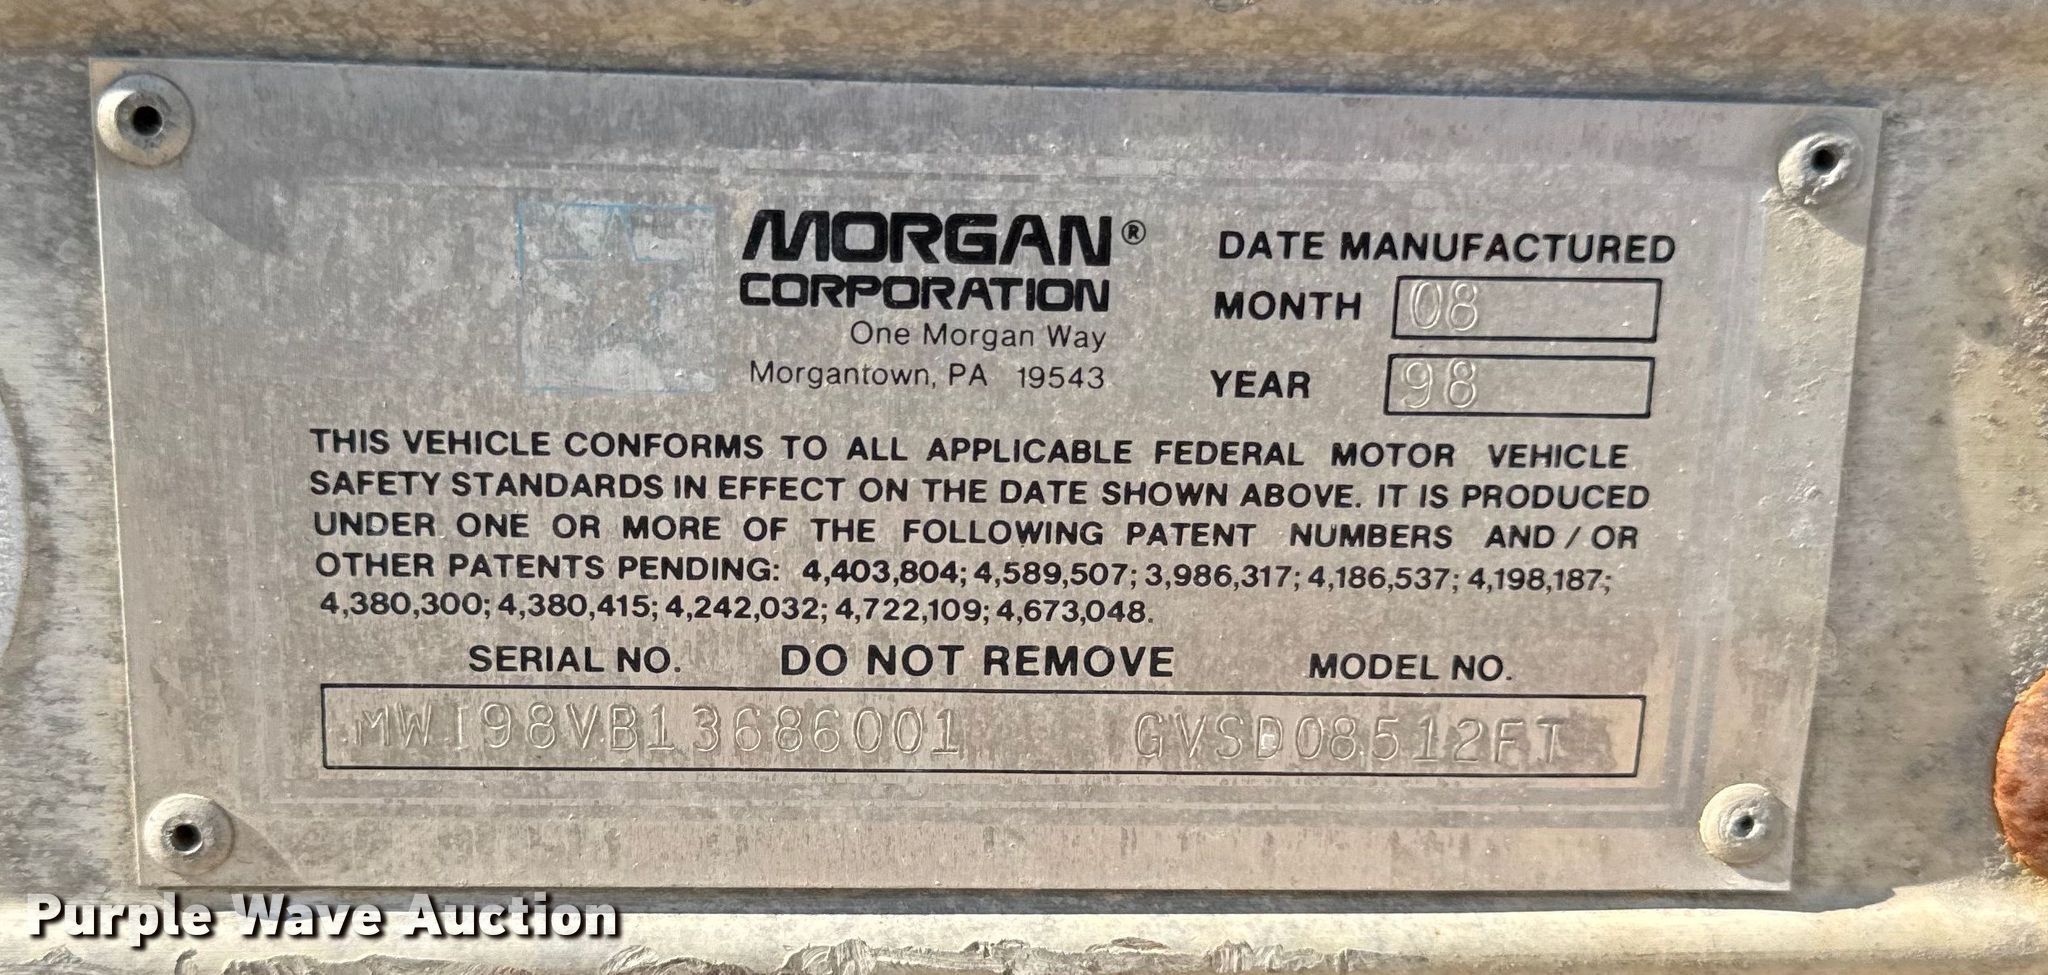 MORGAN®
CORPORATION
One Morgan Way
Morgantown, PA 19543
DATE MANUFACTURED
MONTH 08
YEAR 98
THIS VEHICLE CONFORMS TO ALL APPLICABLE FEDERAL MOTOR VEHICLE
SAFETY STANDARDS IN EFFECT ON THE DATE SHOWN ABOVE. IT IS PRODUCED
UNDER ONE OR MORE OF THE FOLLOWING PATENT NUMBERS AND / OR
OTHER PATENTS PENDING: 4,403,804; 4,589,507; 3,986,317; 4,186,537; 4,198,187;
4,380,300; 4,380,415; 4,242,032; 4,722,109; 4,673,048.
SERIAL NO. DO NOT REMOVE MODEL NO.
MWI98VB13686001 GVSD08512FT
Purple Wave Auction